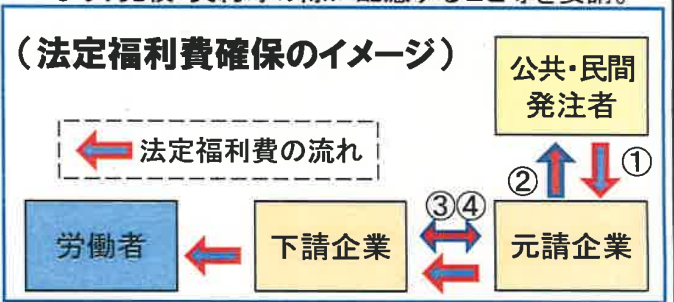 （法定福利費確保のイメージ）
公共・民間
発注者
法定福利費の流れ
①
②
③④
労働者
下請企業
元請企業